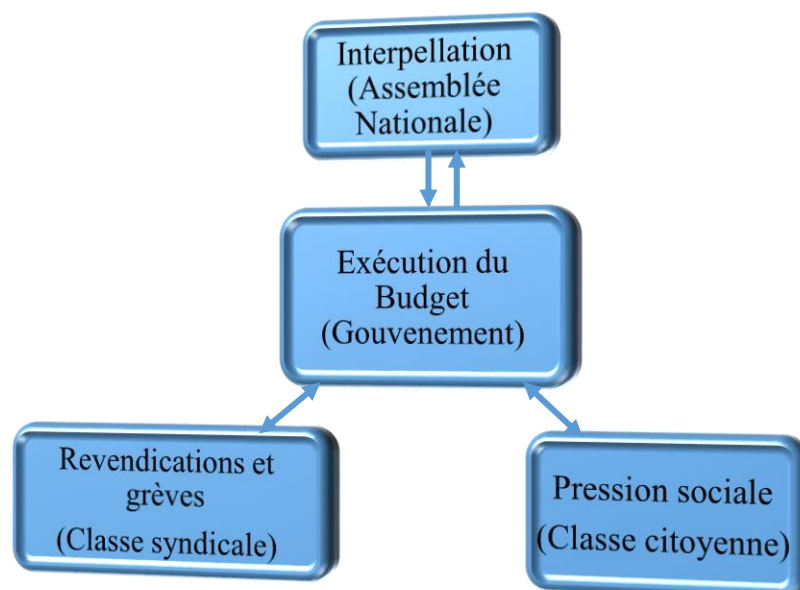 Interpellation
(Assemblée
Nationale)
Exécution du
Budget
(Gouvenement)
Revendications et
grèves
(Classe syndicale)
Pression sociale
(Classe citoyenne)